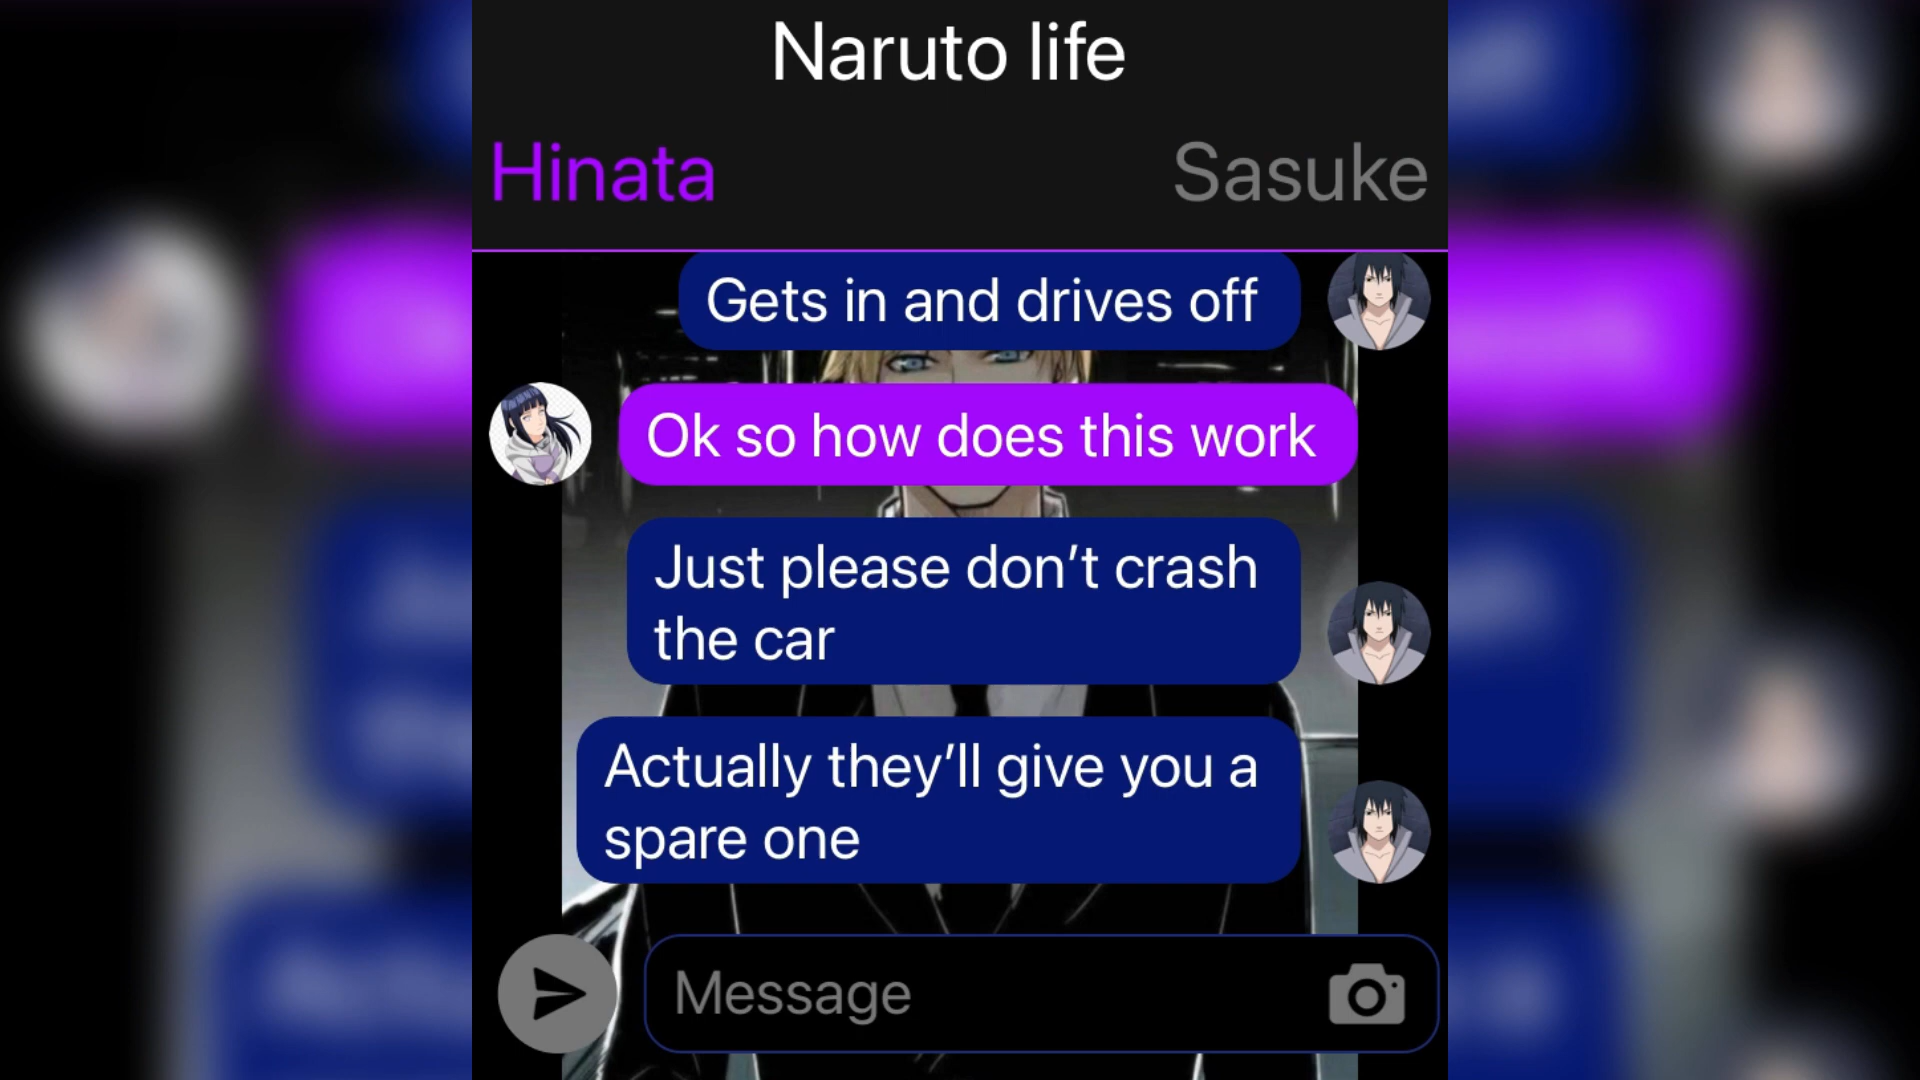 Naruto life
Hinata
Sasuke
Gets in and drives off
Ok so how does this work
Just please don’t crash
the car
Actually they’ll give you a
spare one
Message